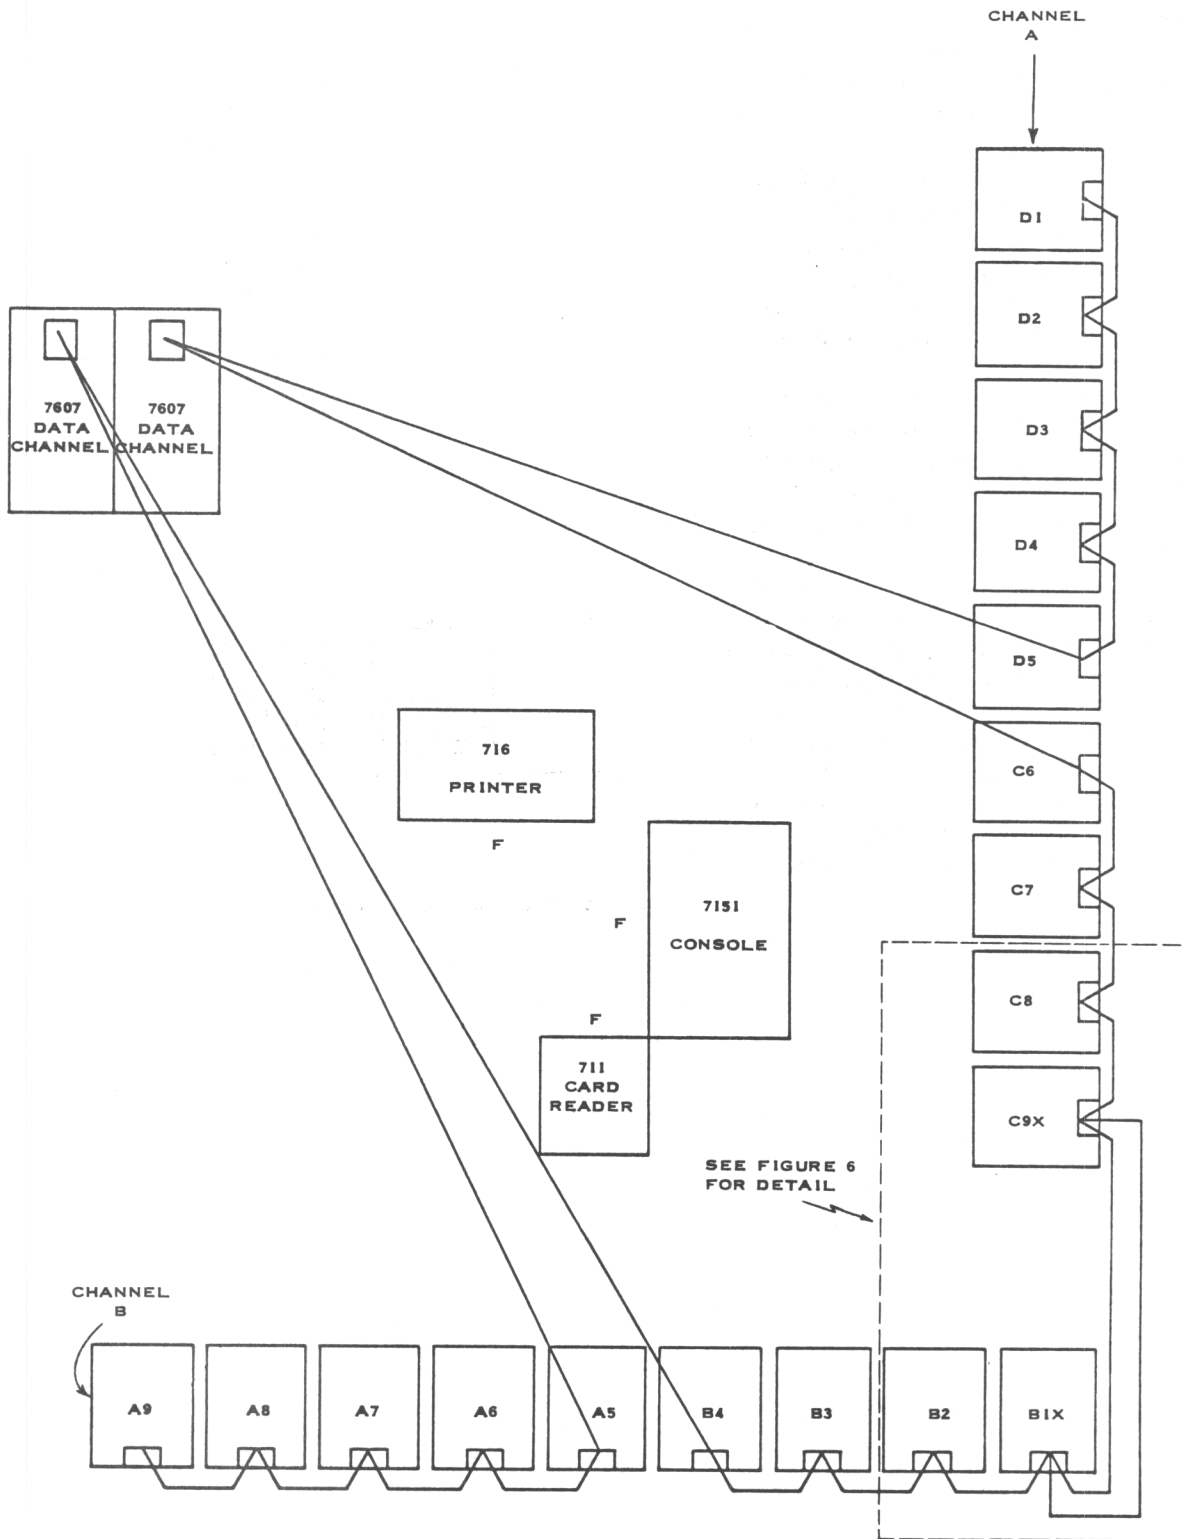 CHANNEL
A
D1
D2
7607
DATA
CHANNEL
7607
DATA
CHANNEL
D3
D4
D5
716
PRINTER
C6
F
C7
7151
CONSOLE
F
C8
F
711
CARD
READER
C9X
SEE FIGURE 6
FOR DETAIL
CHANNEL
B
A9
A8
A7
A6
A5
B4
B3
B2
B1X